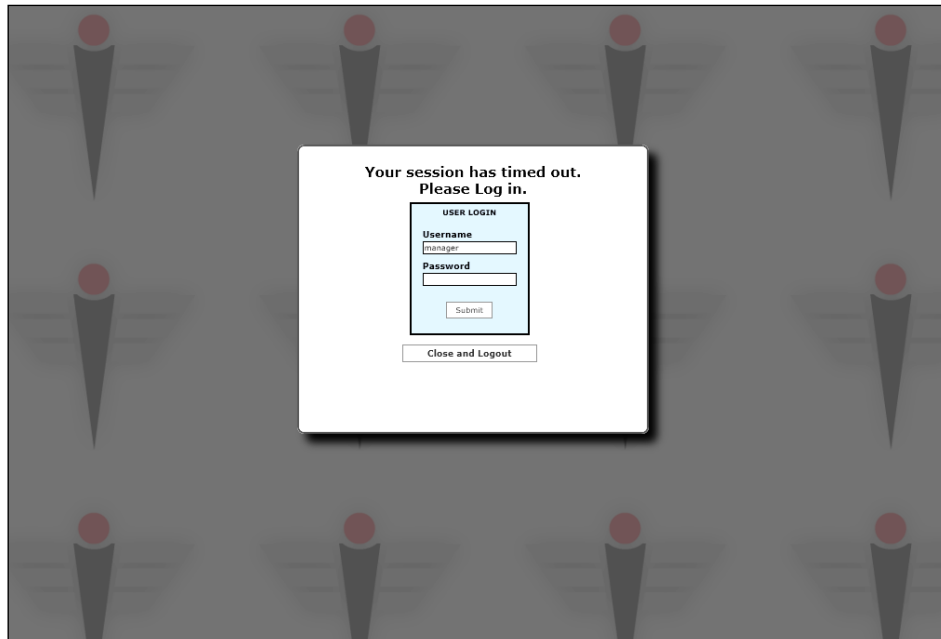 Your session has timed out.
Please Log in.
USER LOGIN
Username
manager
Password
Submit
Close and Logout